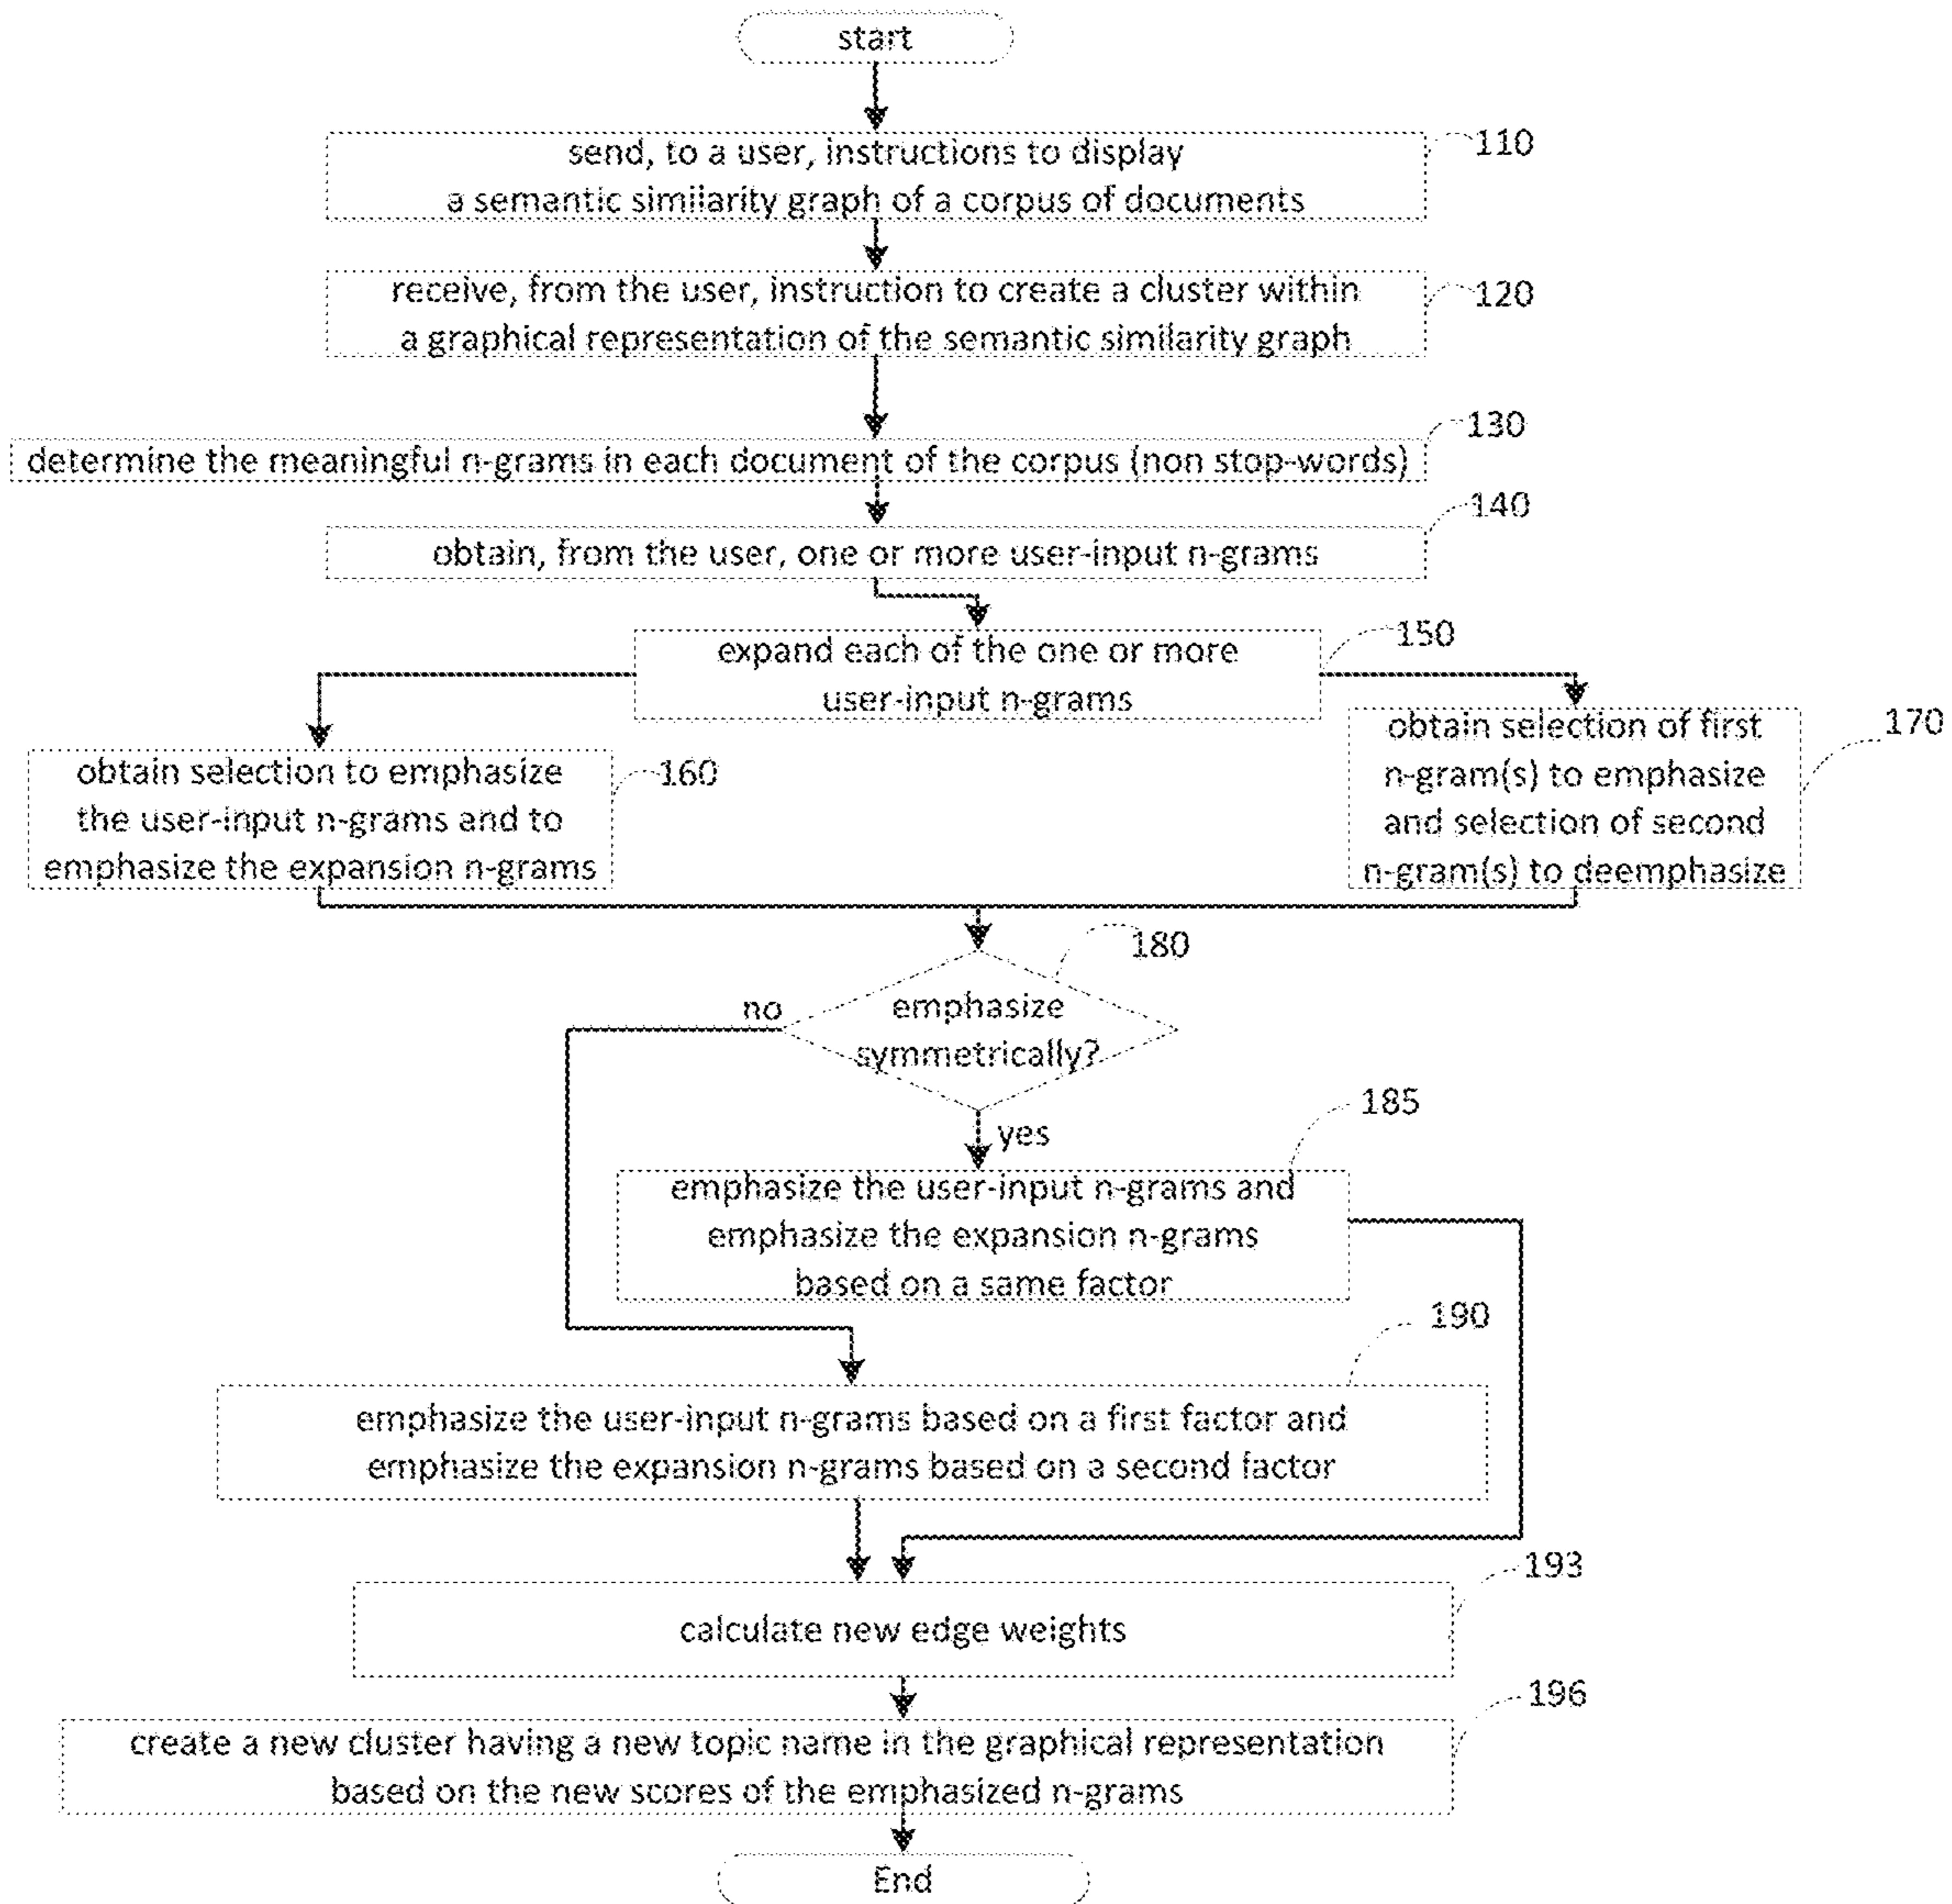 start
110
send, to a user, instructions to display
a semantic similarity graph of a corpus of documents
120
receive, from the user, instruction to create a cluster within
a graphical representation of the semantic similarity graph
130
determine the meaningful n-grams in each document of the corpus (non stop-words)
140
obtain, from the user, one or more user-input n-grams
150
expand each of the one or more
user-input n-grams
160
obtain selection to emphasize
the user-input n-grams and to
emphasize the expansion n-grams
170
obtain selection of first
n-gram(s) to emphasize
and selection of second
n-gram(s) to deemphasize
180
emphasize
symmetrically?
no
yes
185
emphasize the user-input n-grams and
emphasize the expansion n-grams
based on a same factor
190
emphasize the user-input n-grams based on a first factor and
emphasize the expansion n-grams based on a second factor
193
calculate new edge weights
196
create a new cluster having a new topic name in the graphical representation
based on the new scores of the emphasized n-grams
End